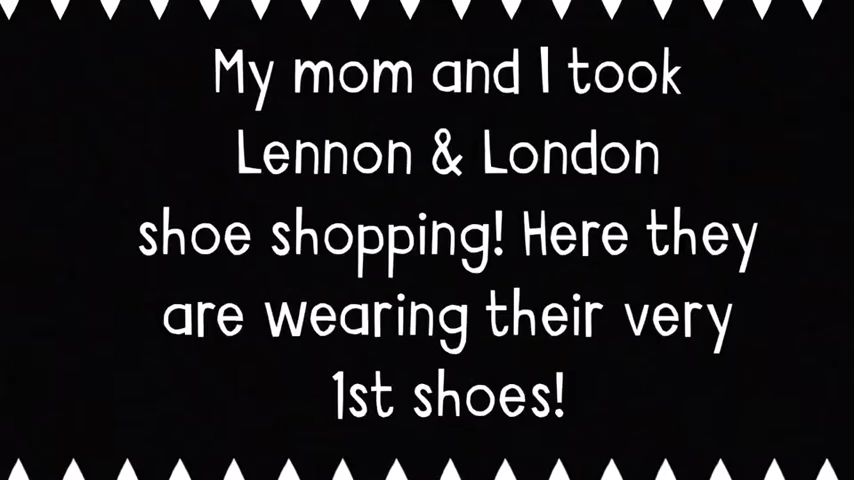 My mom and I took
Lennon & London
shoe shopping! Here they
are wearing their very
1st shoes!